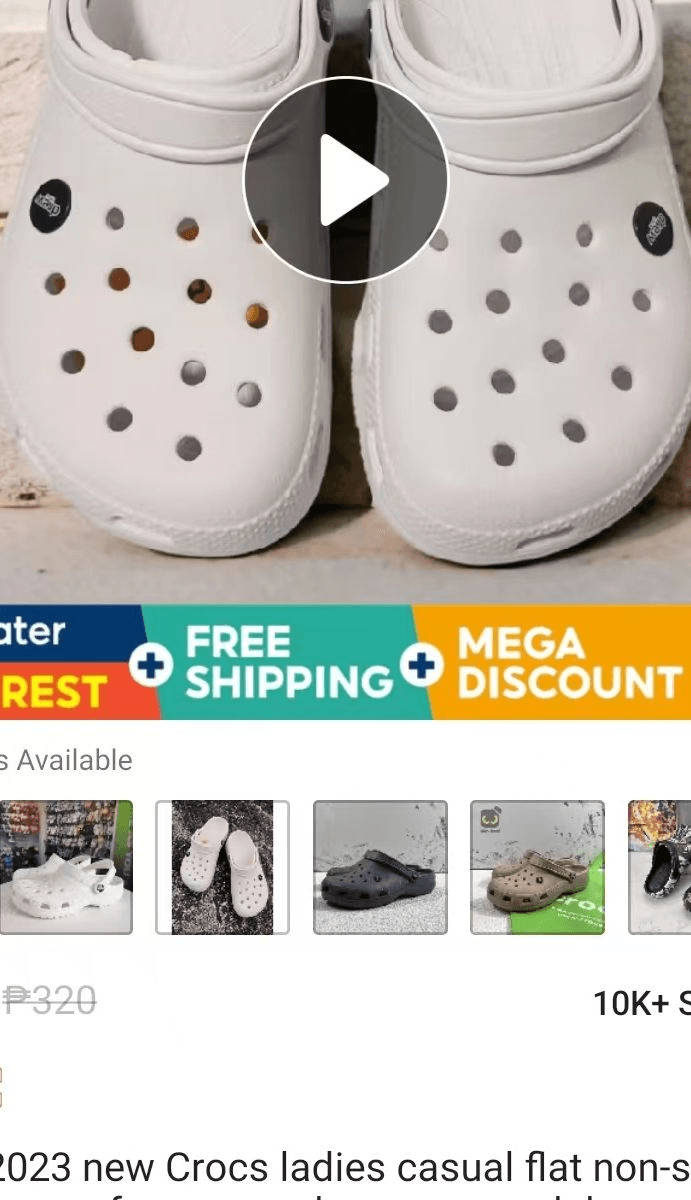 ater
REST
FREE
SHIPPING
MEGA
DISCOUNT
s Available
₱320
10K+ S
2023 new Crocs ladies casual flat non-s